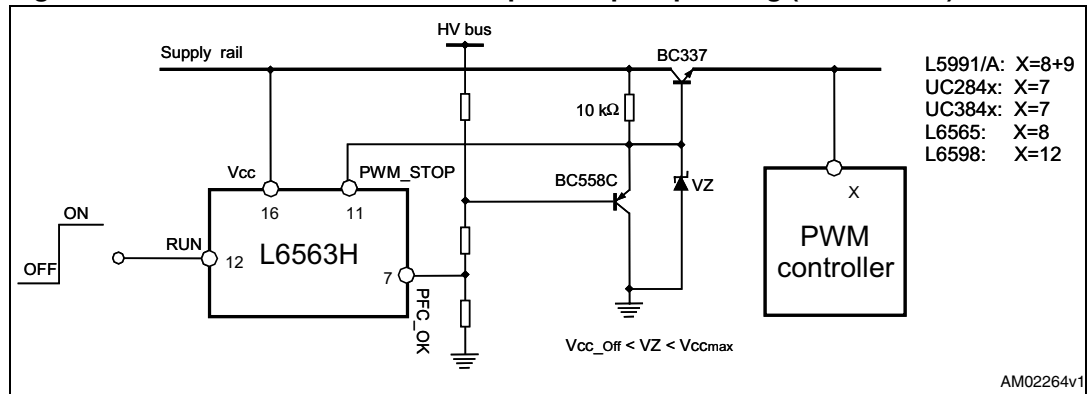 HV bus
Supply rail
BC337
L5991/A: X=8+9
UC284x: X=7
UC384x: X=7
L6565: X=8
L6598: X=12
10 kΩ
Vcc
PWM_STOP
BC558C
VZ
16
11
X
ON
OFF
RUN
12
L6563H
7
PFC_OK
PWM
controller
Vcc_Off < VZ < Vccmax
AM02264v1